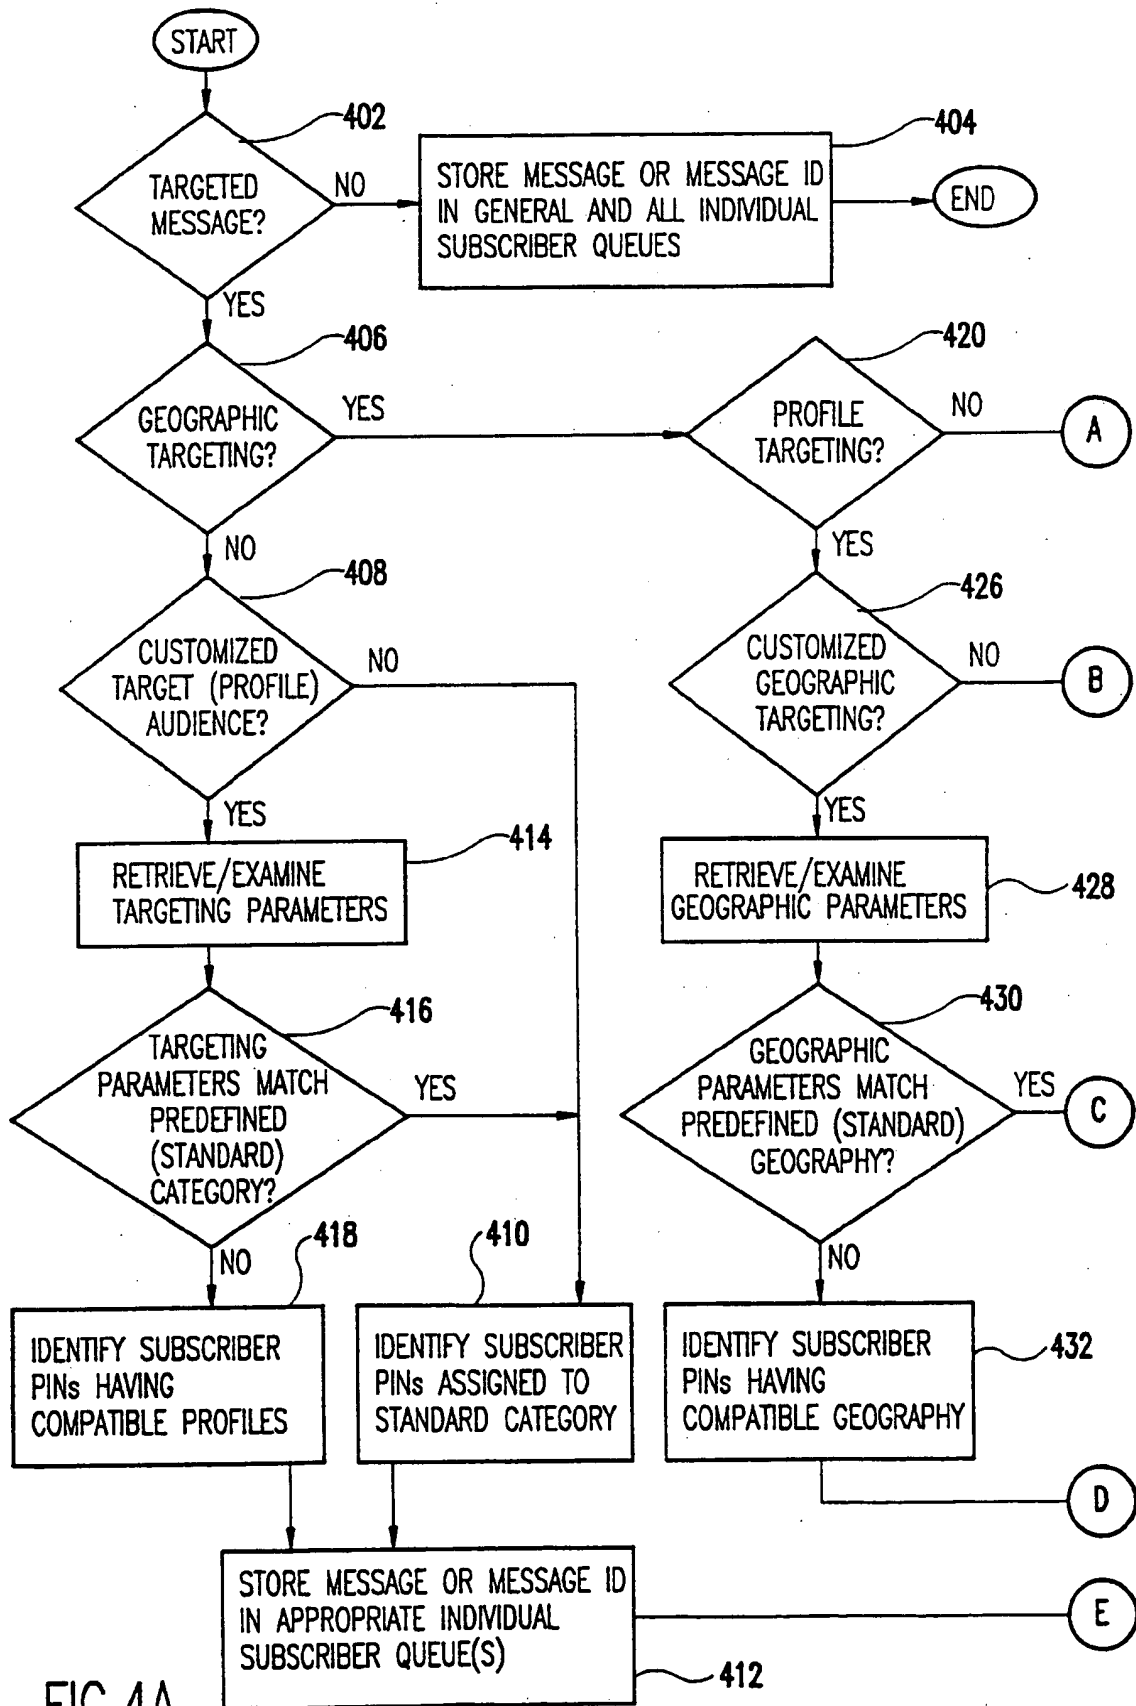 START
402
TARGETED
MESSAGE?
NO
STORE MESSAGE OR MESSAGE ID
IN GENERAL AND ALL INDIVIDUAL
SUBSCRIBER QUEUES
404
END
YES
406
GEOGRAPHIC
TARGETING?
YES
420
PROFILE
TARGETING?
NO
A
NO
YES
408
CUSTOMIZED
TARGET (PROFILE)
AUDIENCE?
NO
426
CUSTOMIZED
GEOGRAPHIC
TARGETING?
NO
B
YES
YES
414
RETRIEVE/EXAMINE
TARGETING PARAMETERS
RETRIEVE/EXAMINE
GEOGRAPHIC PARAMETERS
428
416
TARGETING
PARAMETERS MATCH
PREDEFINED
(STANDARD)
CATEGORY?
YES
430
GEOGRAPHIC
PARAMETERS MATCH
PREDEFINED (STANDARD)
GEOGRAPHY?
YES
C
NO
NO
418
IDENTIFY SUBSCRIBER
PINs HAVING
COMPATIBLE PROFILES
410
IDENTIFY SUBSCRIBER
PINs ASSIGNED TO
STANDARD CATEGORY
IDENTIFY SUBSCRIBER
PINs HAVING
COMPATIBLE GEOGRAPHY
432
D
STORE MESSAGE OR MESSAGE ID
IN APPROPRIATE INDIVIDUAL
SUBSCRIBER QUEUE(S)
412
E
FIG. 4A